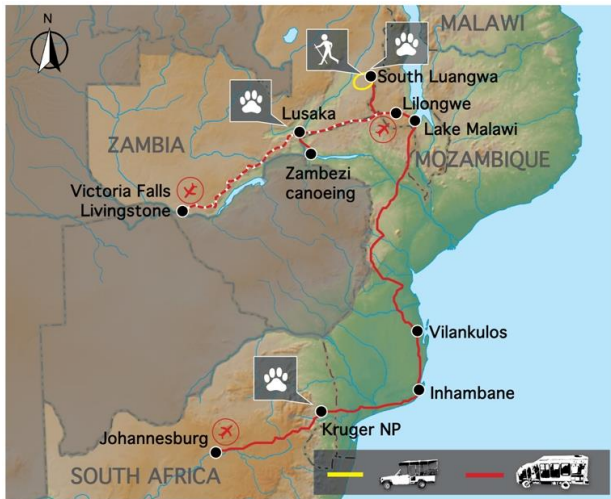 N
MALAWI
South Luangwa
Lilongwe
Lusaka
Lake Malawi
ZAMBIA
MOZAMBIQUE
Zambezi
canoeing
Victoria Falls
Livingstone
Vilankulos
Inhambane
Kruger NP
Johannesburg
SOUTH AFRICA